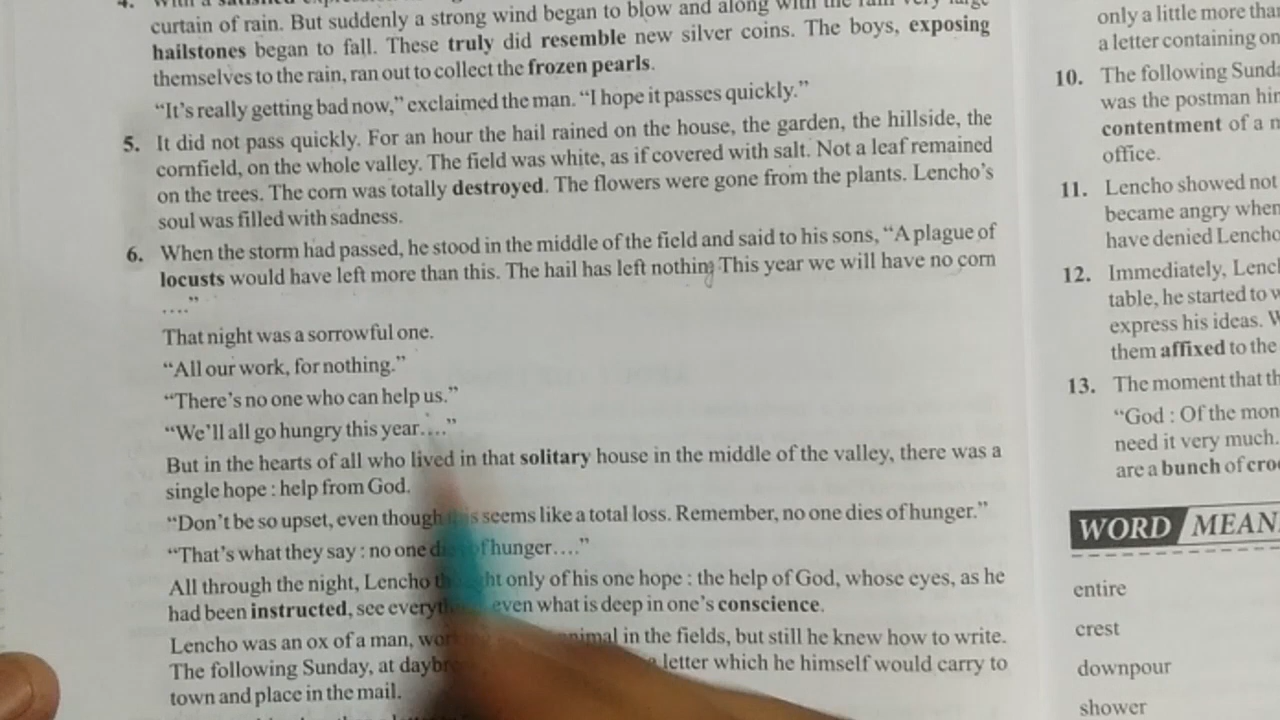 4.
curtain of rain. But suddenly a strong wind began to blow and along with the rain very large
hailstones began to fall. These truly did resemble new silver coins. The boys, exposing
themselves to the rain, ran out to collect the frozen pearls.
“It’s really getting bad now,” exclaimed the man. “I hope it passes quickly.”
5. It did not pass quickly. For an hour the hail rained on the house, the garden, the hillside, the
cornfield, on the whole valley. The field was white, as if covered with salt. Not a leaf remained
on the trees. The corn was totally destroyed. The flowers were gone from the plants. Lencho’s
soul was filled with sadness.
6. When the storm had passed, he stood in the middle of the field and said to his sons, “A plague of
locusts would have left more than this. The hail has left nothing This year we will have no corn
....”
That night was a sorrowful one.
“All our work, for nothing.”
“There’s no one who can help us.”
“We’ll all go hungry this year....”
But in the hearts of all who lived in that solitary house in the middle of the valley, there was a
single hope : help from God.
“Don’t be so upset, even though seems like a total loss. Remember, no one dies of hunger.”
“That’s what they say : no one of hunger....”
All through the night, Lencho only of his one hope : the help of God, whose eyes, as he
had been instructed, see even what is deep in one’s conscience.
Lencho was an ox of a man, in the fields, but still he knew how to write.
The following Sunday, at letter which he himself would carry to
town and place in the mail.
only a little more
a letter containing
10. The following
was the postman
contentment of a
office.
11. Lencho showed not
became angry
have denied
12. Immediately,
table, he started to
express his ideas.
them affixed to the
13. The moment that
“God : Of the
need it very much.
are a bunch of
WORD
entire
crest
downpour
shower